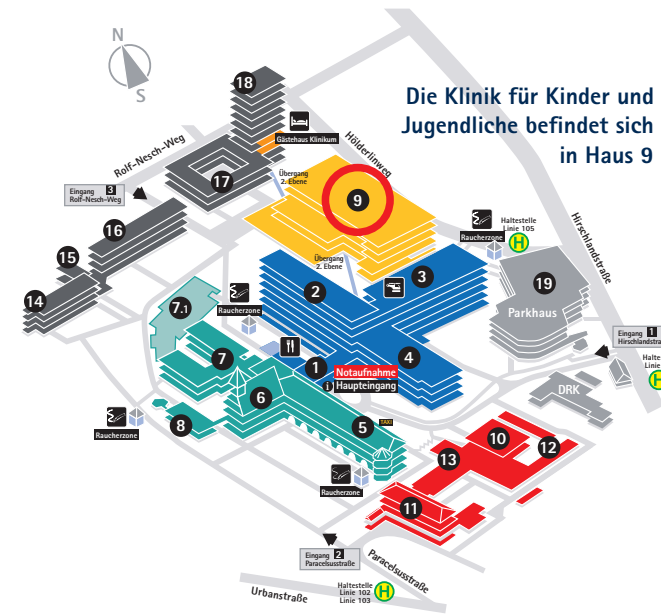 N
S
Die Klinik für Kinder und
Jugendliche befindet sich
in Haus 9
18
Gästehaus Klinikum
Hölderlinweg
Rolf-Nesch-Weg
17
Übergang
2. Ebene
Eingang 3
Rolf-Nesch-Weg
9
16
Raucherzone
Haltestelle
Linie 105
H
Hirschlandstraße
15
14
Übergang
2. Ebene
2
3
19
Parkhaus
7.1
Raucherzone
Eingang 1
Hirschlandstra
7
1
4
Notaufnahme
i Haupteingang
Halte
Linie
H
DRK
6
8
5
TAXI
Raucherzone
10
12
13
Raucherzone
11
Eingang 2
Paracelsusstraße
Paracelsusstraße
Urbanstraße
Haltestelle
Linie 102
Linie 103
H